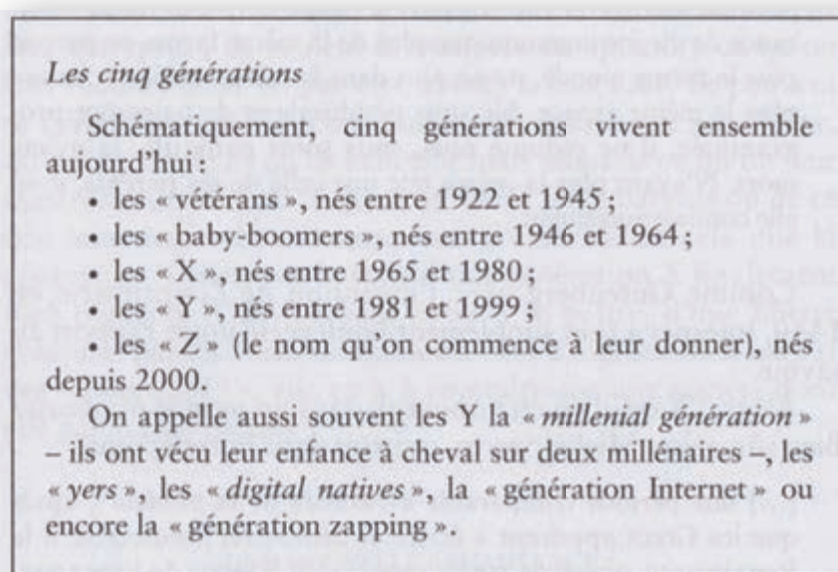 Les cinq générations
Schématiquement, cinq générations vivent ensemble
aujourd'hui :
• les « vétérans », nés entre 1922 et 1945 ;
• les « baby-boomers », nés entre 1946 et 1964 ;
• les « X », nés entre 1965 et 1980 ;
• les « Y », nés entre 1981 et 1999 ;
• les « Z » (le nom qu'on commence à leur donner), nés
depuis 2000.
On appelle aussi souvent les Y la « millenial génération »
– ils ont vécu leur enfance à cheval sur deux millénaires –, les
« yers », les « digital natives », la « génération Internet » ou
encore la « génération zapping ».